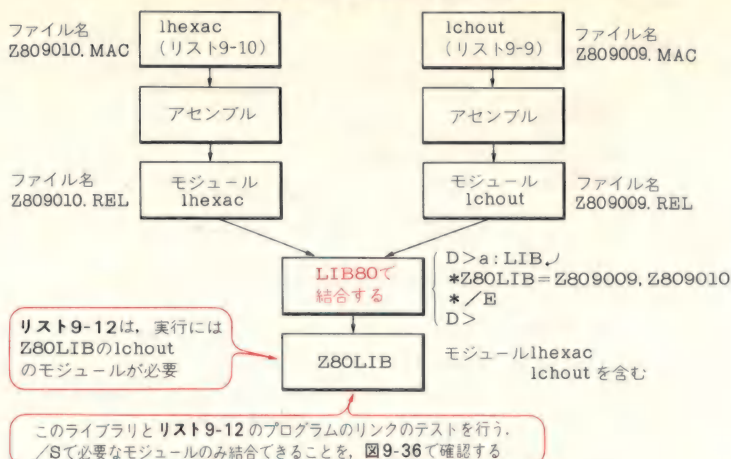 ファイル名
Z809010. MAC
lhexac
(リスト9-10)
lchout
(リスト9-9)
ファイル名
Z809009. MAC
アセンブル
アセンブル
ファイル名
Z809010. REL
モジュール
lhexac
モジュール
lchout
ファイル名
Z809009. REL
LIB80で
結合する
D>a:LIB↲
*Z80LIB=Z809009, Z809010
* /E
D>
リスト9-12は,実行には
Z80LIBのlchout
のモジュールが必要
Z80LIB
モジュールlhexac
lchoutを含む
このライブラリとリスト9-12のプログラムのリンクのテストを行う.
/Sで必要なモジュールのみ結合できることを,図9-36で確認する